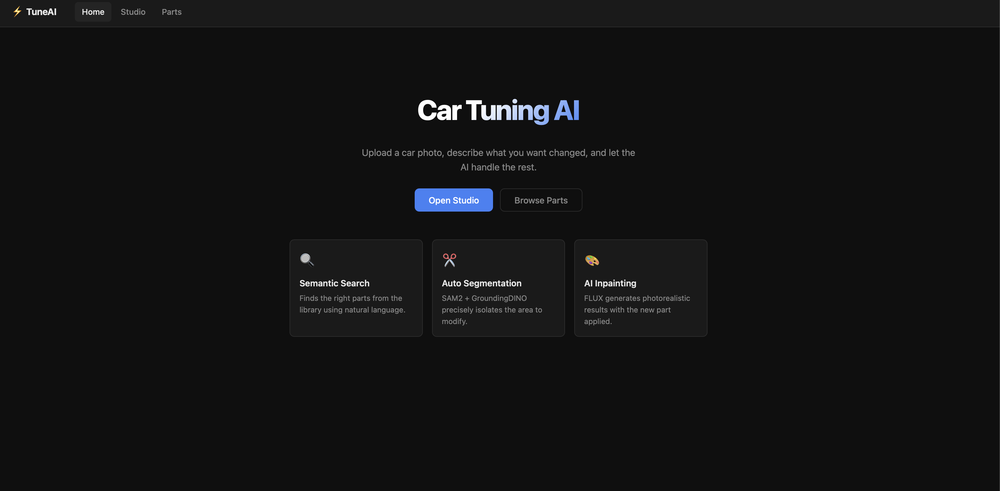 TuneAI
Home
Studio
Parts
Car Tuning AI
Upload a car photo, describe what you want changed, and let the
AI handle the rest.
Open Studio
Browse Parts
Semantic Search
Finds the right parts from the
library using natural language.
Auto Segmentation
SAM2 + GroundingDINO
precisely isolates the area to
modify.
AI Inpainting
FLUX generates photorealistic
results with the new part
applied.